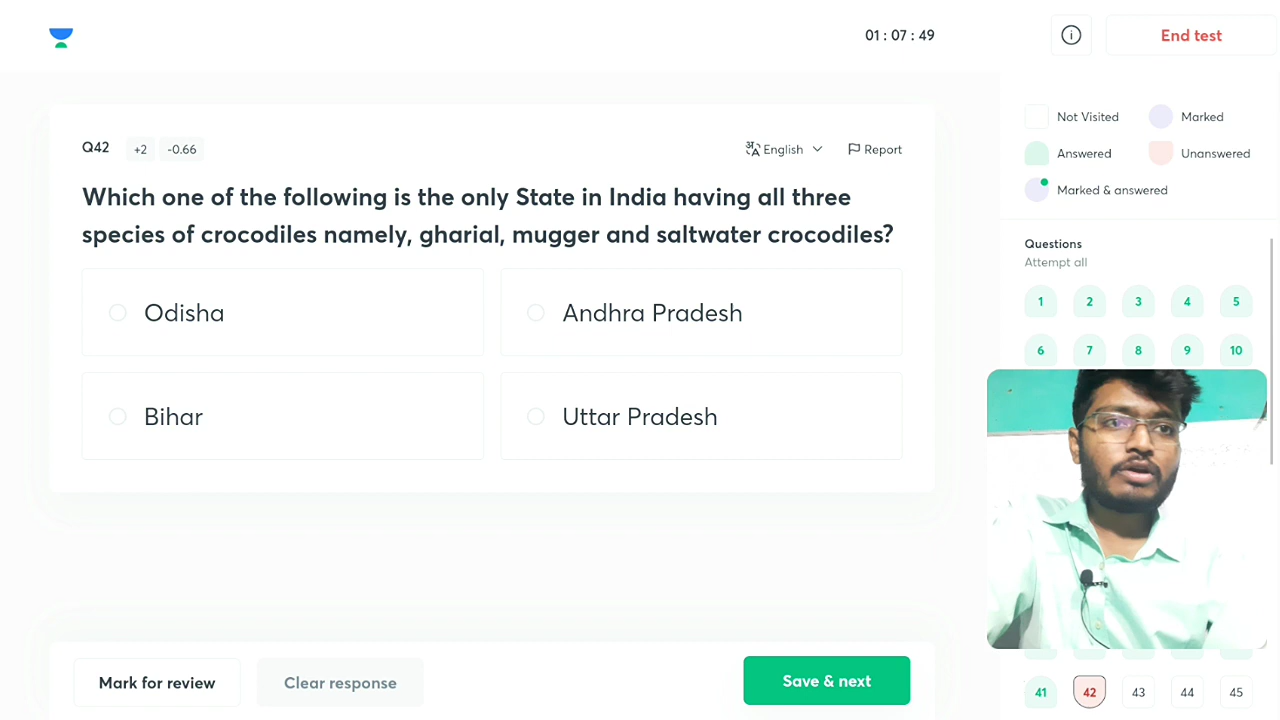 01 : 07 : 49
End test
Q42
+2
-0.66
English
Report
Which one of the following is the only State in India having all three
species of crocodiles namely, gharial, mugger and saltwater crocodiles?
Odisha
Andhra Pradesh
Bihar
Uttar Pradesh
Mark for review
Clear response
Save & next
Not Visited
Marked
Answered
Unanswered
Marked & answered
Questions
Attempt all
1 2 3 4 5
6 7 8 9 10
41 42 43 44 45